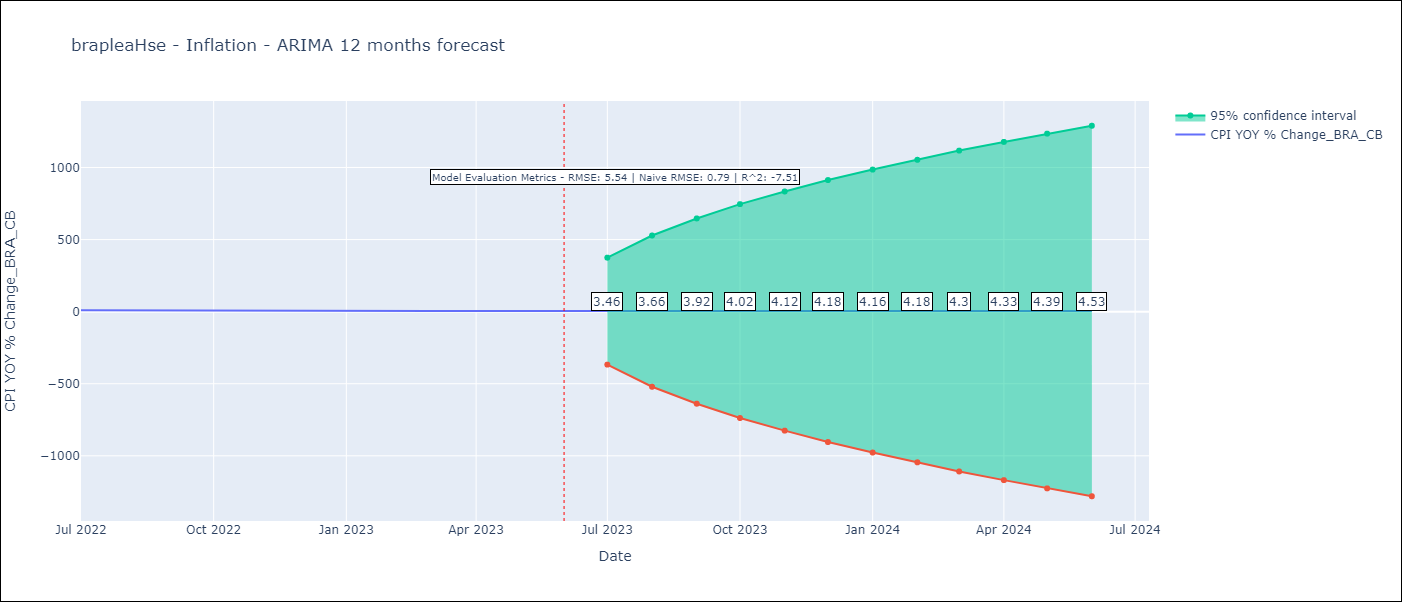 brapleaHse - Inflation - ARIMA 12 months forecast
95% confidence interval
CPI YOY % Change_BRA_CB
Model Evaluation Metrics - RMSE: 5.54 | Naive RMSE: 0.79 | R^2: -7.51
CPI YOY % Change_BRA_CB
1000
500
0
−500
−1000
3.46 3.66 3.92 4.02 4.12 4.18 4.16 4.18 4.3 4.33 4.39 4.53
Jul 2022 Oct 2022 Jan 2023 Apr 2023 Jul 2023 Oct 2023 Jan 2024 Apr 2024 Jul 2024
Date